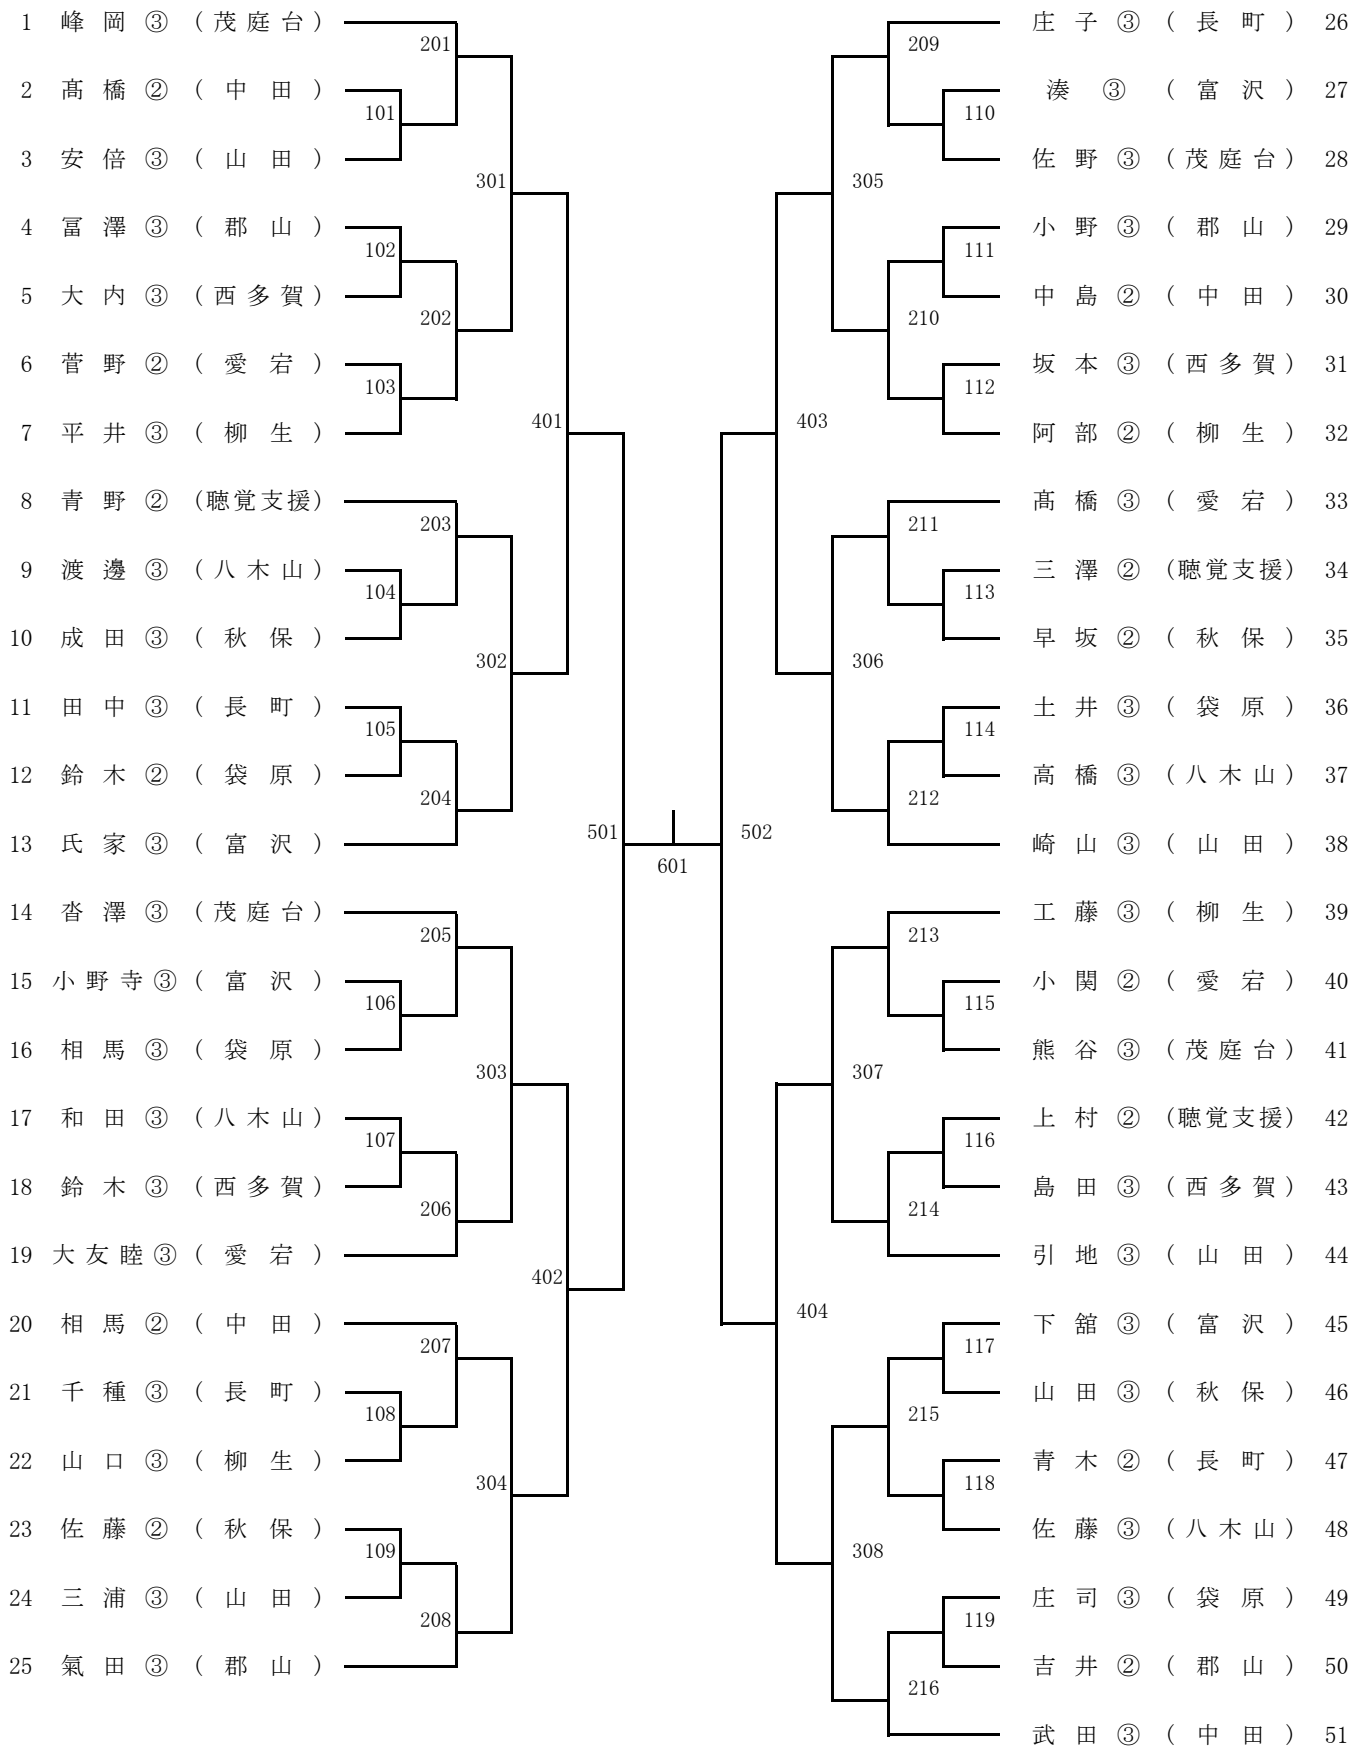 1 峰岡③（茂庭台）
201
2 髙橋②（中田）
101
3 安倍③（山田）
301
4 冨澤③（郡山）
102
5 大内③（西多賀）
202
6 菅野②（愛宕）
103
7 平井③（柳生）
401
8 青野②（聴覚支援）
203
9 渡邊③（八木山）
104
10 成田③（秋保）
302
11 田中③（長町）
105
12 鈴木②（袋原）
204
13 氏家③（富沢）
501
14 沓澤③（茂庭台）
205
15 小野寺③（富沢）
106
16 相馬③（袋原）
303
17 和田③（八木山）
107
18 鈴木③（西多賀）
206
19 大友睦③（愛宕）
402
20 相馬②（中田）
207
21 千種③（長町）
108
22 山口③（柳生）
304
23 佐藤②（秋保）
109
24 三浦③（山田）
208
25 氣田③（郡山）
601
庄子③（長町） 26
209
湊③（富沢） 27
110
佐野③（茂庭台） 28
305
小野③（郡山） 29
111
中島②（中田） 30
210
坂本③（西多賀） 31
112
阿部②（柳生） 32
403
髙橋③（愛宕） 33
211
三澤②（聴覚支援） 34
113
早坂②（秋保） 35
306
土井③（袋原） 36
114
高橋③（八木山） 37
212
崎山③（山田） 38
502
工藤③（柳生） 39
213
小関②（愛宕） 40
115
熊谷③（茂庭台） 41
307
上村②（聴覚支援） 42
116
島田③（西多賀） 43
214
引地③（山田） 44
404
下舘③（富沢） 45
117
山田③（秋保） 46
215
青木②（長町） 47
118
佐藤③（八木山） 48
308
庄司③（袋原） 49
119
吉井②（郡山） 50
216
武田③（中田） 51